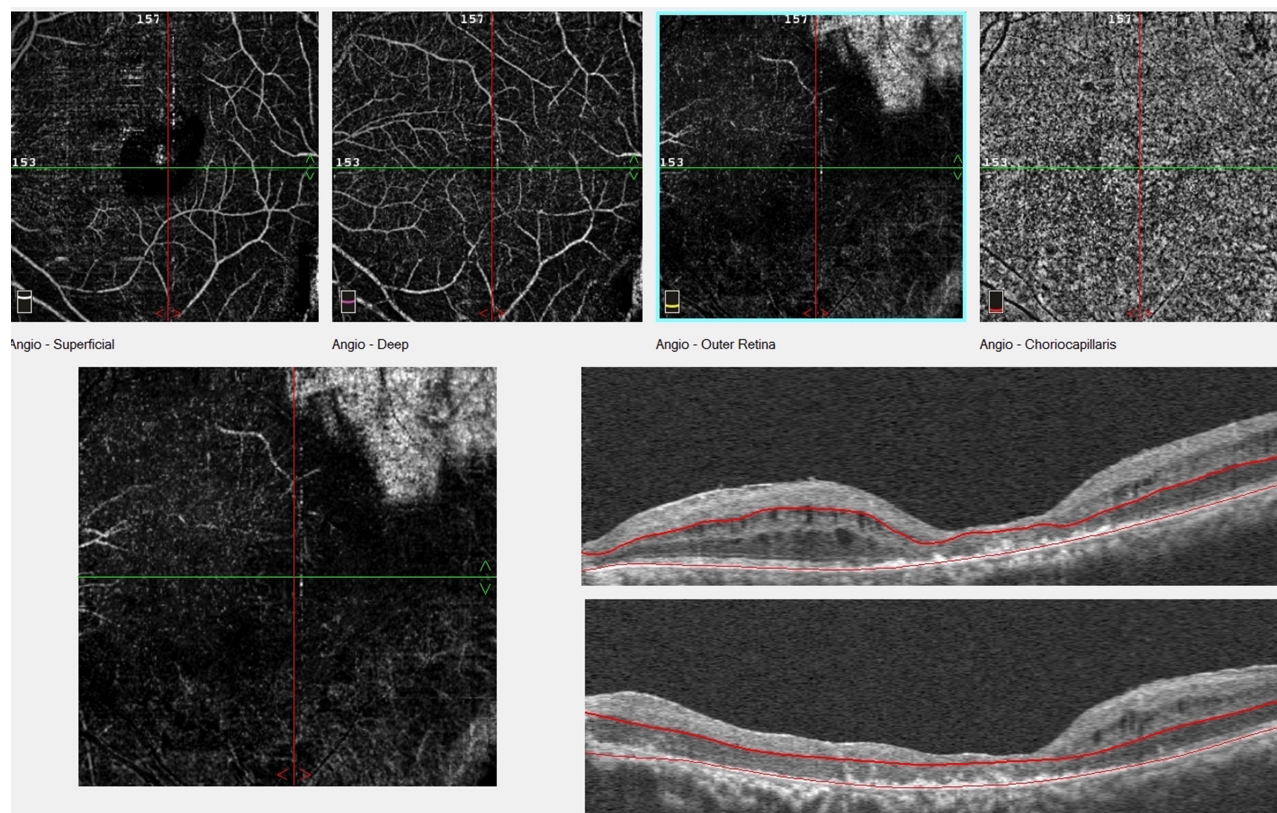 157
157
157
157
153
153
153
153
Angio - Superficial
Angio - Deep
Angio - Outer Retina
Angio - Choriocapillaris